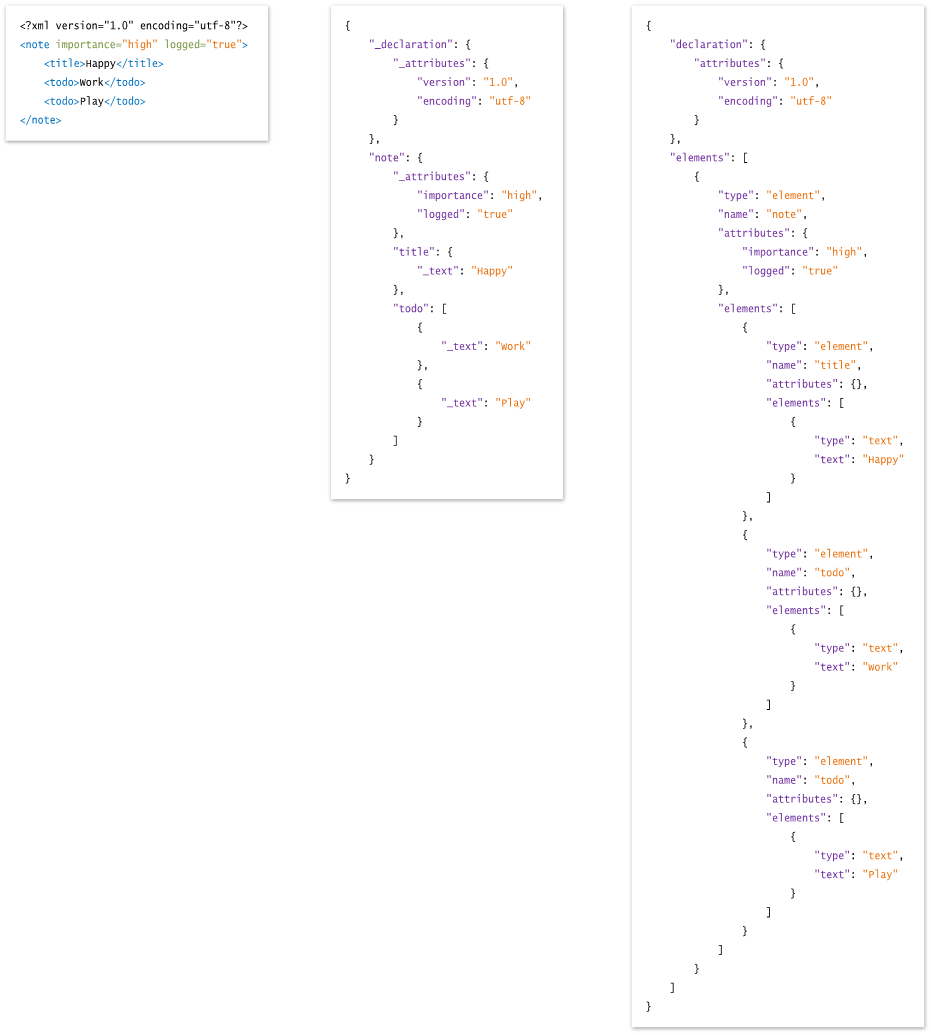 <?xml version="1.0" encoding="utf-8"?>
<note importance="high" logged="true">
    <title>Happy</title>
    <todo>Work</todo>
    <todo>Play</todo>
</note>
{
    "_declaration": {
        "_attributes": {
            "version": "1.0",
            "encoding": "utf-8"
        }
    },
    "note": {
        "_attributes": {
            "importance": "high",
            "logged": "true"
        },
        "title": {
            "_text": "Happy"
        },
        "todo": [
            {
                "_text": "Work"
            },
            {
                "_text": "Play"
            }
        ]
    }
}
{
    "declaration": {
        "attributes": {
            "version": "1.0",
            "encoding": "utf-8"
        }
    },
    "elements": [
        {
            "type": "element",
            "name": "note",
            "attributes": {
                "importance": "high",
                "logged": "true"
            },
            "elements": [
                {
                    "type": "element",
                    "name": "title",
                    "attributes": {},
                    "elements": [
                        {
                            "type": "text",
                            "text": "Happy"
                        }
                    ]
                },
                {
                    "type": "element",
                    "name": "todo",
                    "attributes": {},
                    "elements": [
                        {
                            "type": "text",
                            "text": "Work"
                        }
                    ]
                },
                {
                    "type": "element",
                    "name": "todo",
                    "attributes": {},
                    "elements": [
                        {
                            "type": "text",
                            "text": "Play"
                        }
                    ]
                }
            ]
        }
    ]
}